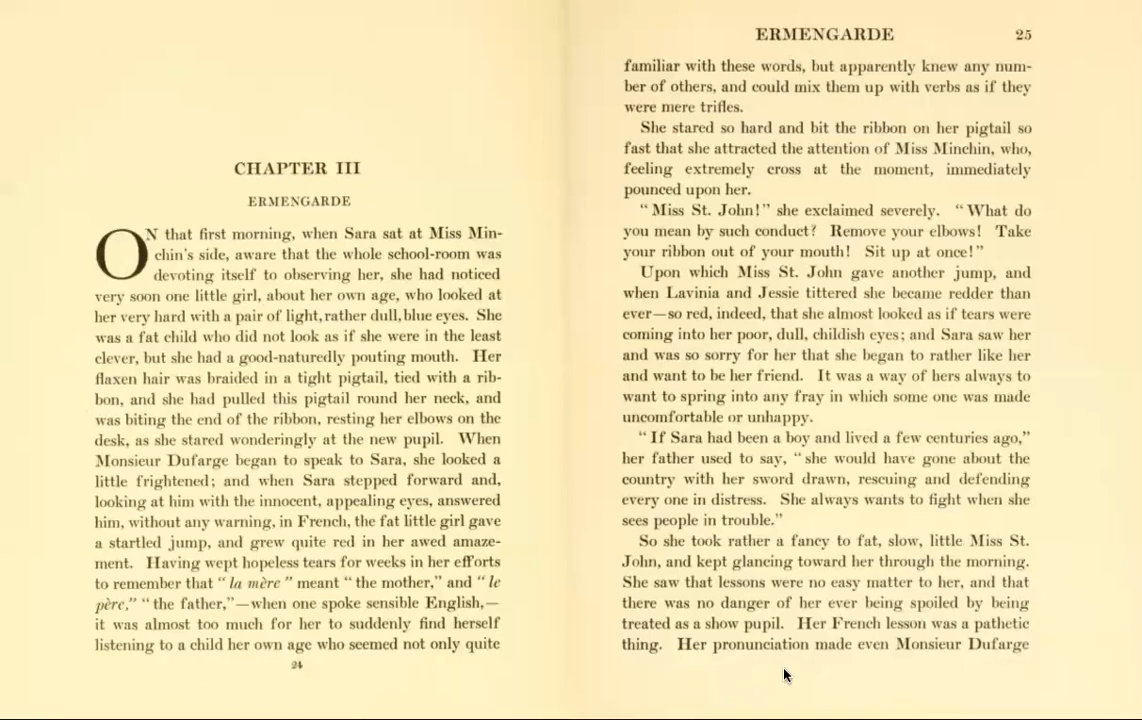 CHAPTER III
ERMENGARDE
ON that first morning, when Sara sat at Miss Min-
chin's side, aware that the whole school-room was
devoting itself to observing her, she had noticed
very soon one little girl, about her own age, who looked at
her very hard with a pair of light, rather dull, blue eyes. She
was a fat child who did not look as if she were in the least
clever, but she had a good-naturedly pouting mouth. Her
flaxen hair was braided in a tight pigtail, tied with a rib-
bon, and she had pulled this pigtail round her neck, and
was biting the end of the ribbon, resting her elbows on the
desk, as she stared wonderingly at the new pupil. When
Monsieur Dufarge began to speak to Sara, she looked a
little frightened; and when Sara stepped forward and,
looking at him with the innocent, appealing eyes, answered
him, without any warning, in French, the fat little girl gave
a startled jump, and grew quite red in her awed amaze-
ment. Having wept hopeless tears for weeks in her efforts
to remember that "la mère" meant "the mother," and "le
père," "the father,"—when one spoke sensible English,—
it was almost too much for her to suddenly find herself
listening to a child her own age who seemed not only quite
24
ERMENGARDE 25
familiar with these words, but apparently knew any num-
ber of others, and could mix them up with verbs as if they
were mere trifles.
She stared so hard and bit the ribbon on her pigtail so
fast that she attracted the attention of Miss Minchin, who,
feeling extremely cross at the moment, immediately
pounced upon her.
"Miss St. John!" she exclaimed severely. "What do
you mean by such conduct? Remove your elbows! Take
your ribbon out of your mouth! Sit up at once!"
Upon which Miss St. John gave another jump, and
when Lavinia and Jessie tittered she became redder than
ever—so red, indeed, that she almost looked as if tears were
coming into her poor, dull, childish eyes; and Sara saw her
and was so sorry for her that she began to rather like her
and want to be her friend. It was a way of hers always to
want to spring into any fray in which some one was made
uncomfortable or unhappy.
"If Sara had been a boy and lived a few centuries ago,"
her father used to say, "she would have gone about the
country with her sword drawn, rescuing and defending
every one in distress. She always wants to fight when she
sees people in trouble."
So she took rather a fancy to fat, slow, little Miss St.
John, and kept glancing toward her through the morning.
She saw that lessons were no easy matter to her, and that
there was no danger of her ever being spoiled by being
treated as a show pupil. Her French lesson was a pathetic
thing. Her pronunciation made even Monsieur Dufarge